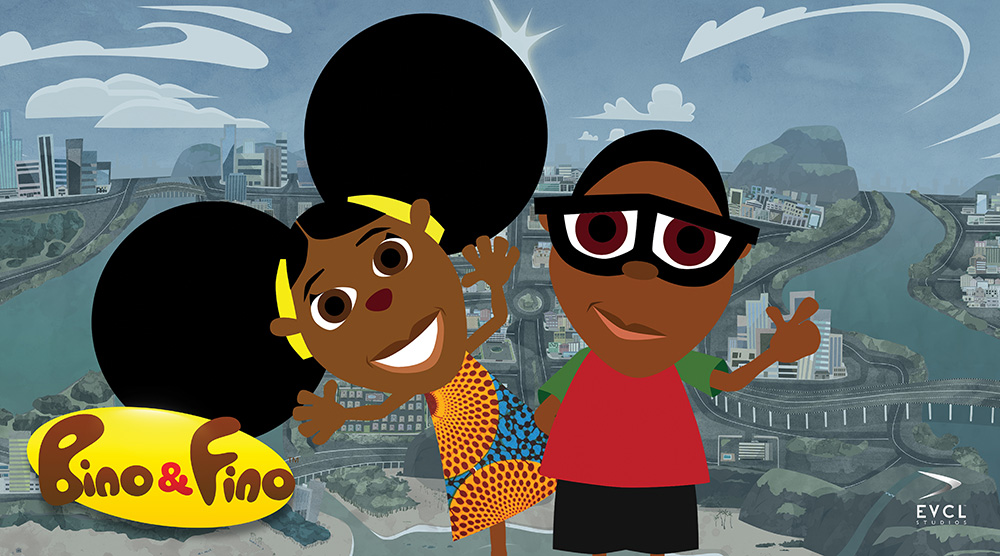 Bino & Fino
EVCL
STUDIOS